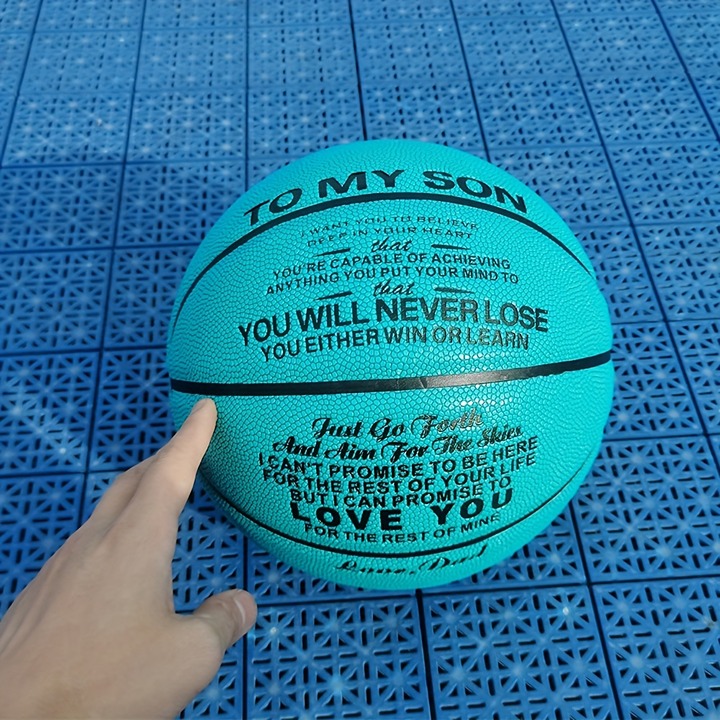 TO MY SON
I WANT YOU TO BELIEVE
DEEP IN YOUR HEART
that
YOU'RE CAPABLE OF ACHIEVING
ANYTHING YOU PUT YOUR MIND TO
that
YOU WILL NEVER LOSE
YOU EITHER WIN OR LEARN
Just Go Forth
And Aim For The Skies
I CAN'T PROMISE TO BE HERE
FOR THE REST OF YOUR LIFE
BUT I CAN PROMISE TO
LOVE YOU
FOR THE REST OF MINE
Love, Dad